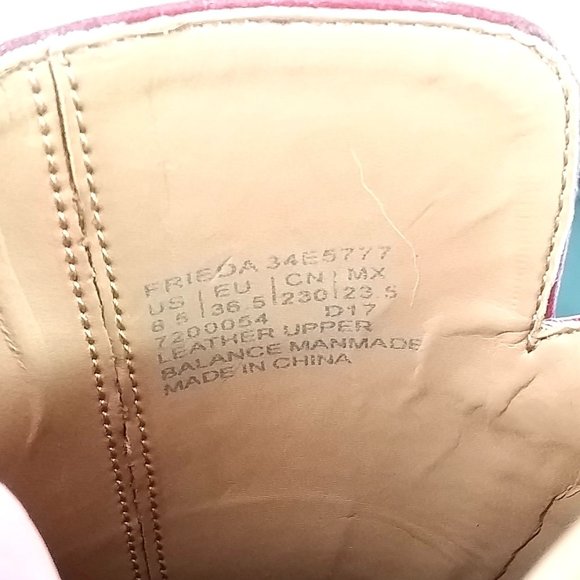 FRIEDA 34E5777
US | EU | CN | MX
6.5 | 36.5 | 230 | 23.5
7200054 D17
LEATHER UPPER
BALANCE MANMADE
MADE IN CHINA